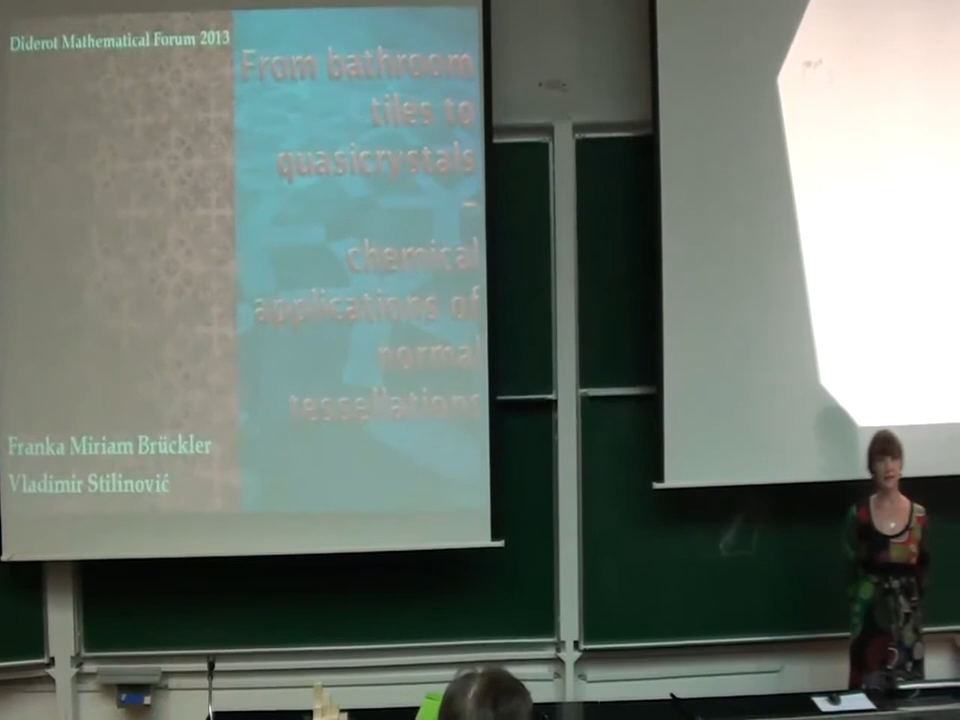 Diderot Mathematical Forum 2013
From bathroom
tiles to
quasicrystals
–
chemical
applications of
normal
tessellations
Franka Miriam Brückler
Vladimir Stilinović